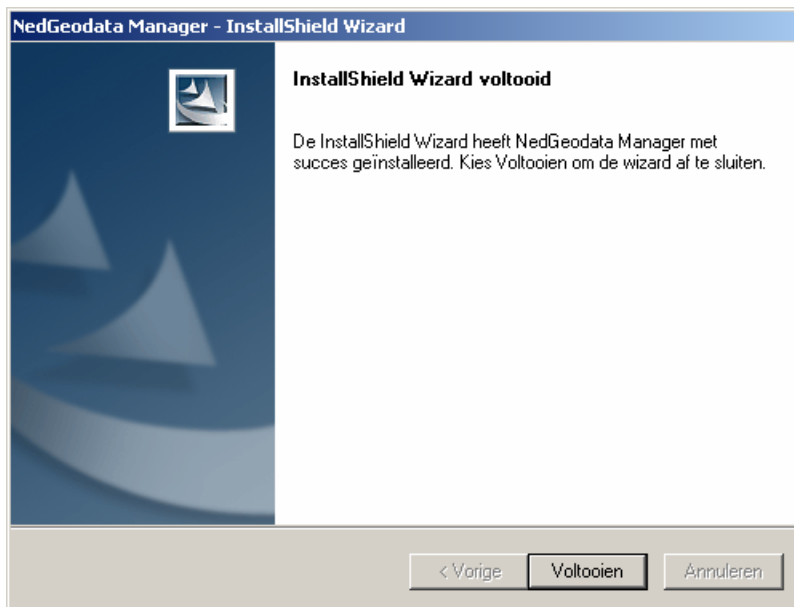 NedGeodata Manager - InstallShield Wizard
InstallShield Wizard voltooid
De InstallShield Wizard heeft NedGeodata Manager met
succes geïnstalleerd. Kies Voltooien om de wizard af te sluiten.
< Vorige Voltooien Annuleren